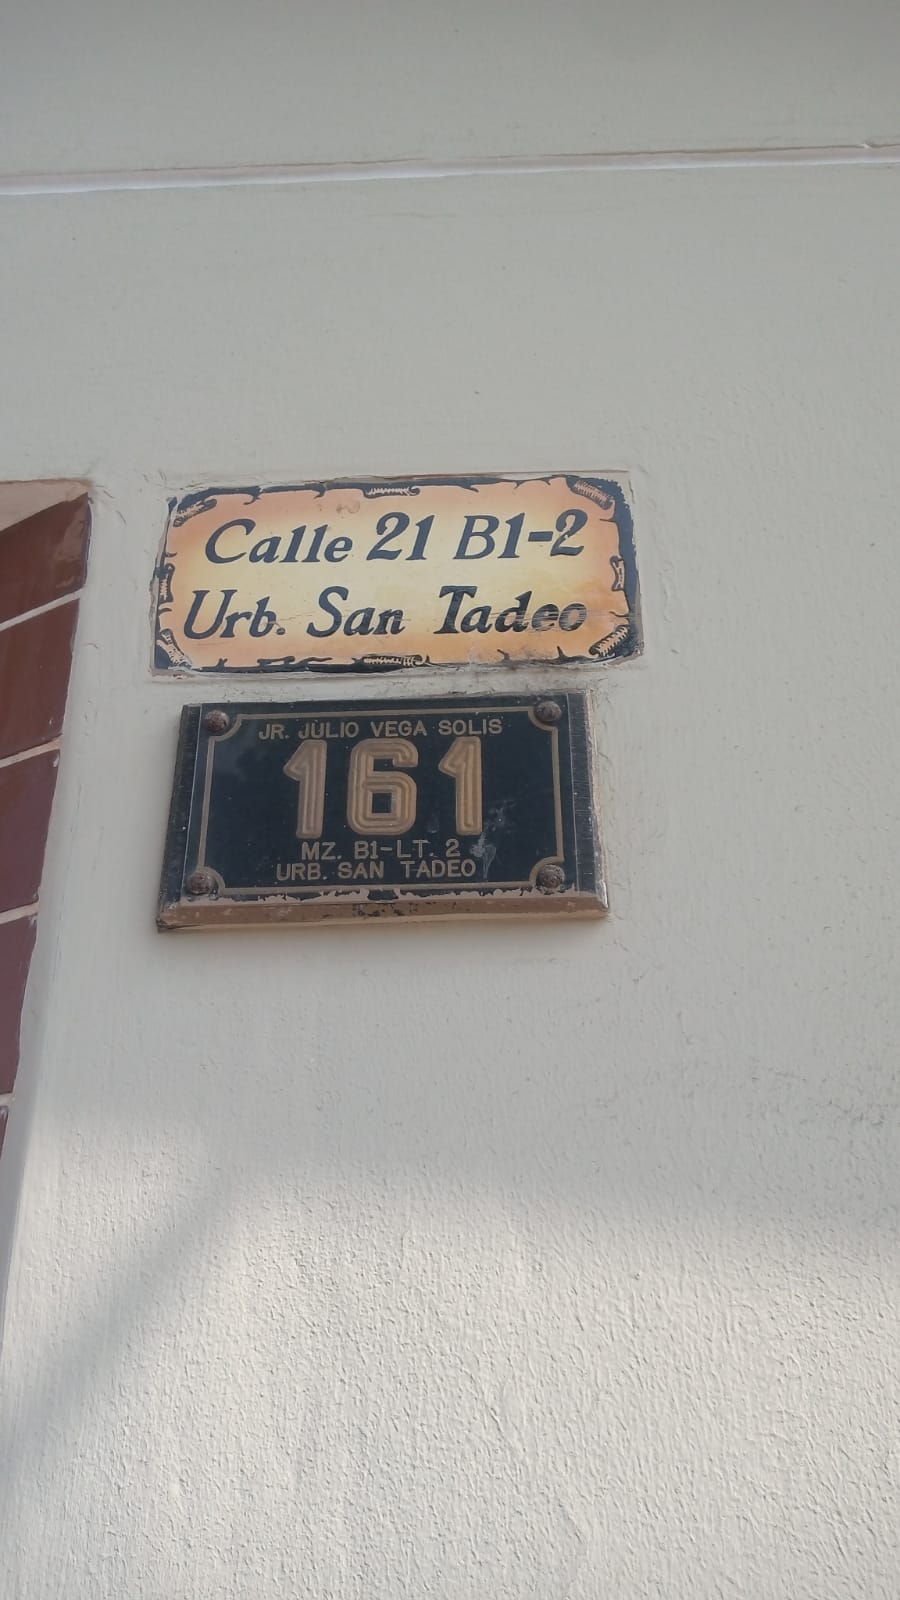 Calle 21 B1-2
Urb. San Tadeo
JR. JULIO VEGA SOLIS
161
MZ. B1-LT. 2
URB. SAN TADEO